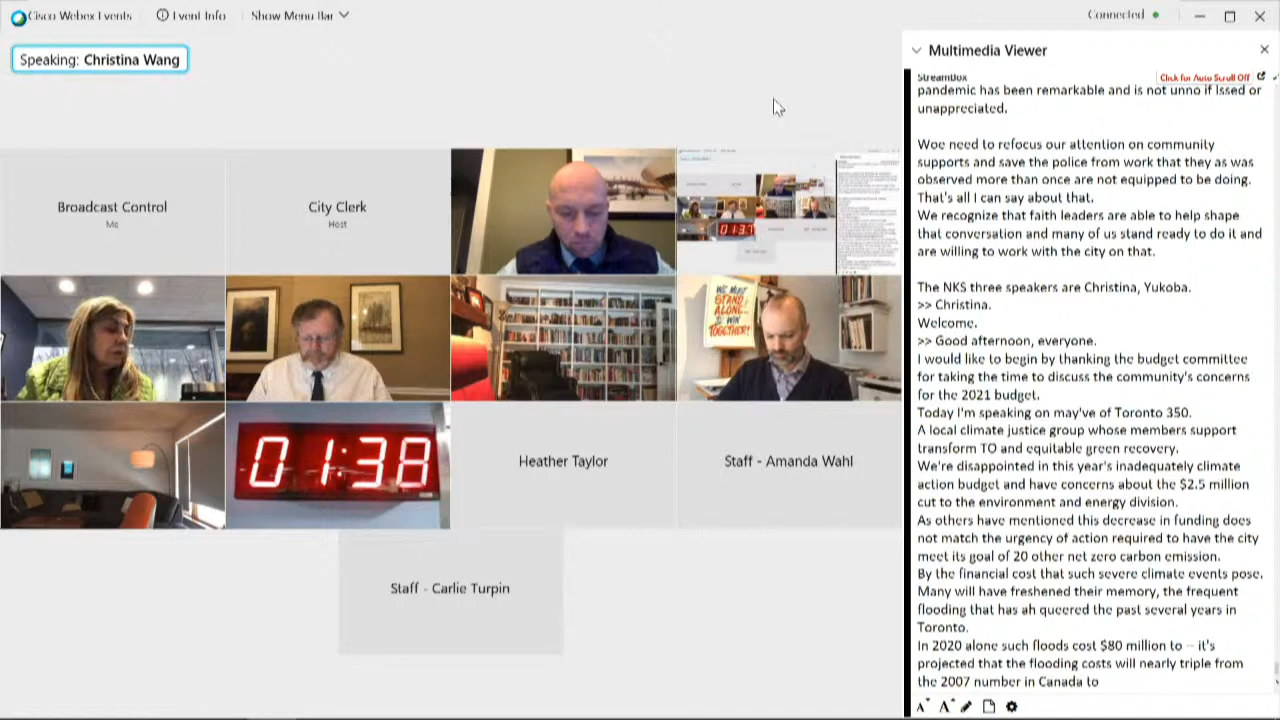 Cisco Webex Events
Event Info
Show Menu Bar
Connected
Speaking: Christina Wang
Multimedia Viewer
StreamBox
Click for Auto Scroll Off
pandemic has been remarkable and is not unno if Issed or
unappreciated.
Woe need to refocus our attention to community
supports and save the police from work that they as was
observed more than once are not equipped to be doing.
That's all I can say about that.
We recognize that faith leaders are able to help shape
that conversation and many of us stand ready to do it and
are willing to work with the city on that.
The NKS three speakers are Christina, Yukoba.
>> Christina.
Welcome.
>> Good afternoon, everyone.
I would like to begin by thanking the budget committee
for taking the time to discuss the community's concerns
for the 2021 budget.
Today I'm speaking on may've of Toronto 350.
A local climate justice group whose members support
transform TO and equitable green recovery.
We're disappointed in this year's inadequately climate
action budget and have concerns about the $2.5 million
cut to the environment and energy division.
As others have mentioned this decrease in funding does
not match the urgency of action required to have the city
meet its goal of 20 other net zero carbon emission.
By the financial cost that such severe climate events pose.
Many will have freshened their memory, the frequent
flooding that has ah queered the past several years in
Toronto.
In 2020 alone such floods cost $80 million to -- it's
projected that the flooding costs will nearly triple from
the 2007 number in Canada to
Broadcast Cont
Me
City Clerk
Host
01:37
WE MUST
STAND
ALONE...
WIN
TOGETHER!
01:38
Heather Taylor
Staff - Amanda Wahl
Staff - Carlie Turpin